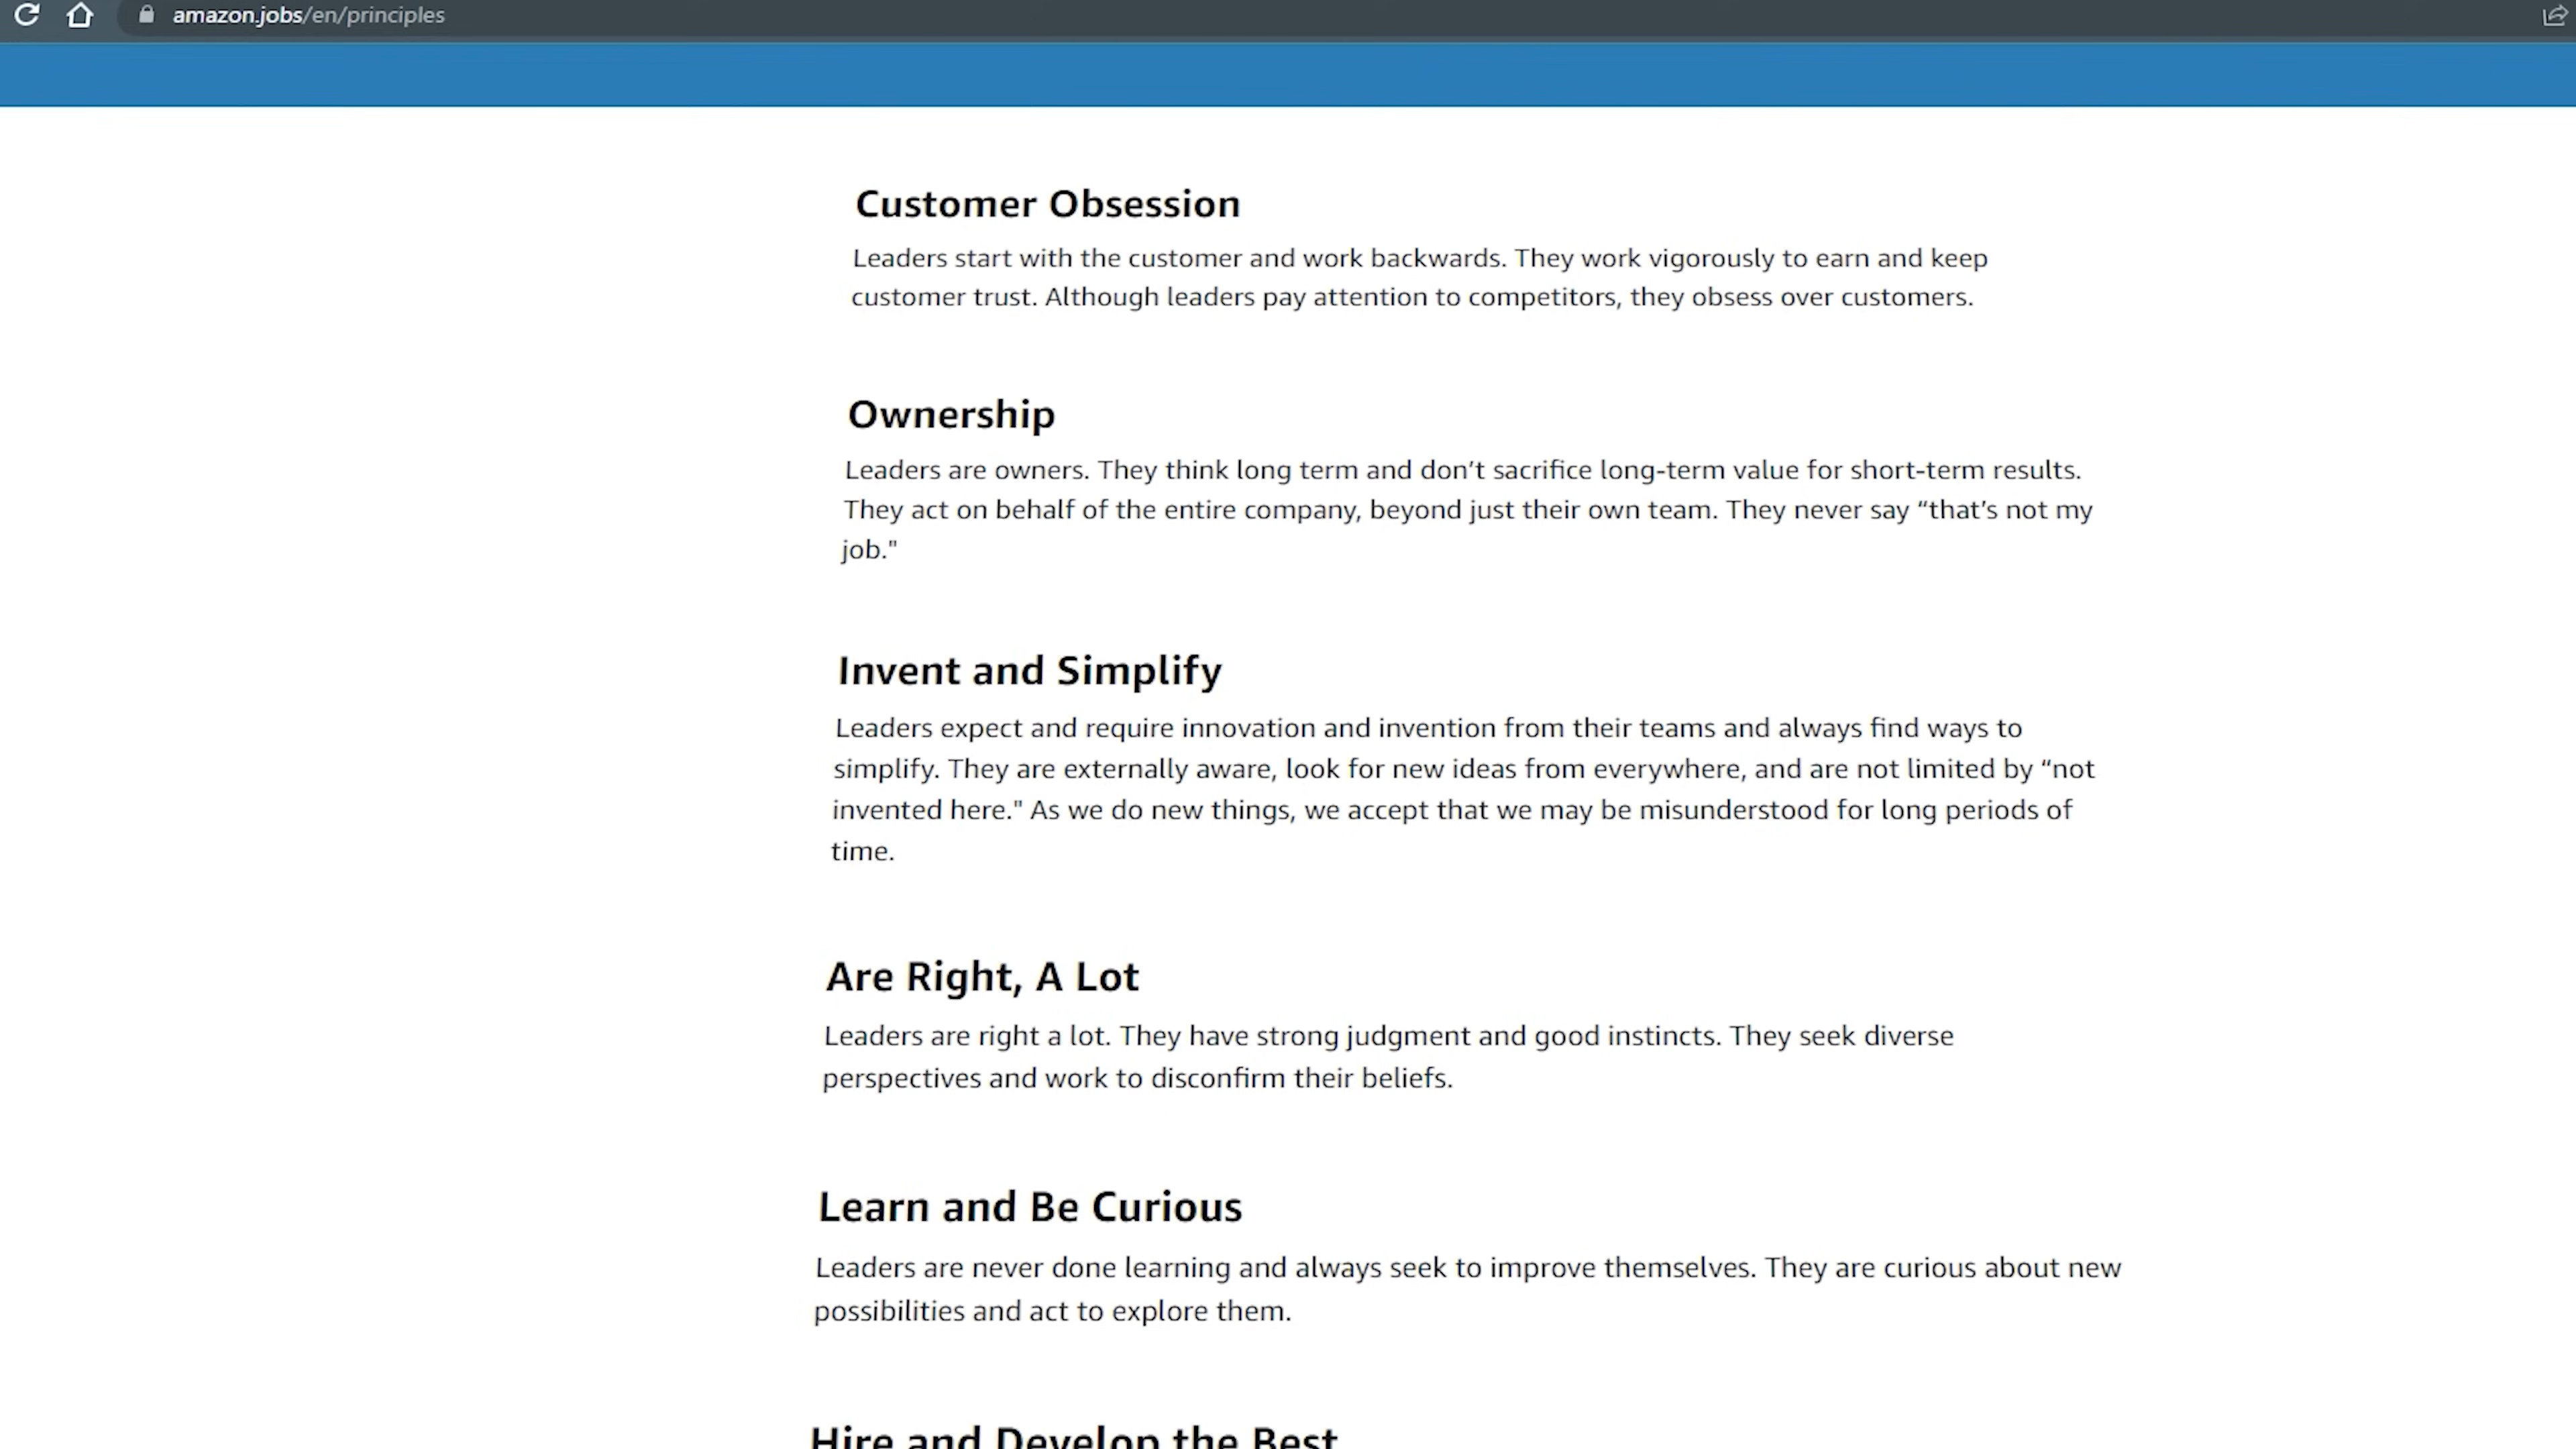 amazon.jobs/en/principles
Customer Obsession
Leaders start with the customer and work backwards. They work vigorously to earn and keep
customer trust. Although leaders pay attention to competitors, they obsess over customers.
Ownership
Leaders are owners. They think long term and don’t sacrifice long-term value for short-term results.
They act on behalf of the entire company, beyond just their own team. They never say “that’s not my
job."
Invent and Simplify
Leaders expect and require innovation and invention from their teams and always find ways to
simplify. They are externally aware, look for new ideas from everywhere, and are not limited by “not
invented here." As we do new things, we accept that we may be misunderstood for long periods of
time.
Are Right, A Lot
Leaders are right a lot. They have strong judgment and good instincts. They seek diverse
perspectives and work to disconfirm their beliefs.
Learn and Be Curious
Leaders are never done learning and always seek to improve themselves. They are curious about new
possibilities and act to explore them.
Hire and Develop the Best